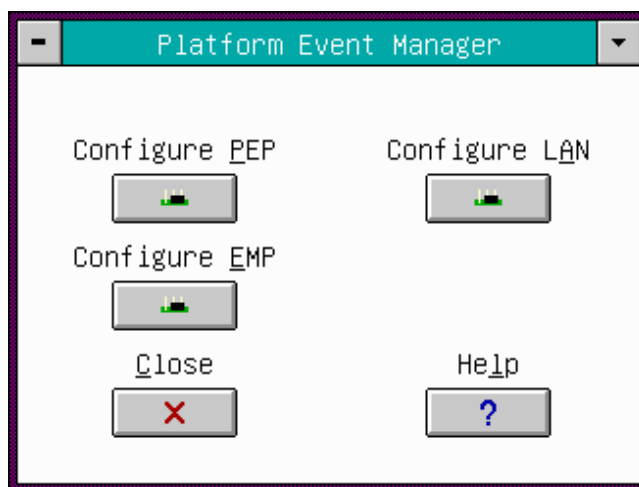 Platform Event Manager
Configure PEP
Configure LAN
Configure EMP
Close
Help
?